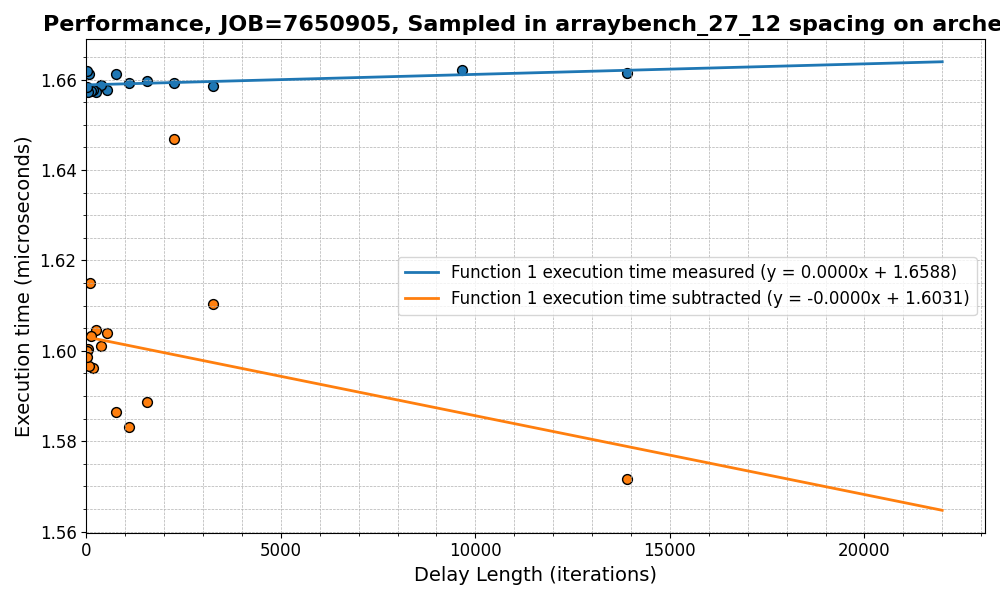 Performance, JOB=7650905, Sampled in arraybench_27_12 spacing on arche
Execution time (microseconds)
1.66
1.64
1.62
1.60
1.58
1.56
Function 1 execution time measured (y = 0.0000x + 1.6588)
Function 1 execution time subtracted (y = -0.0000x + 1.6031)
0 5000 10000 15000 20000
Delay Length (iterations)